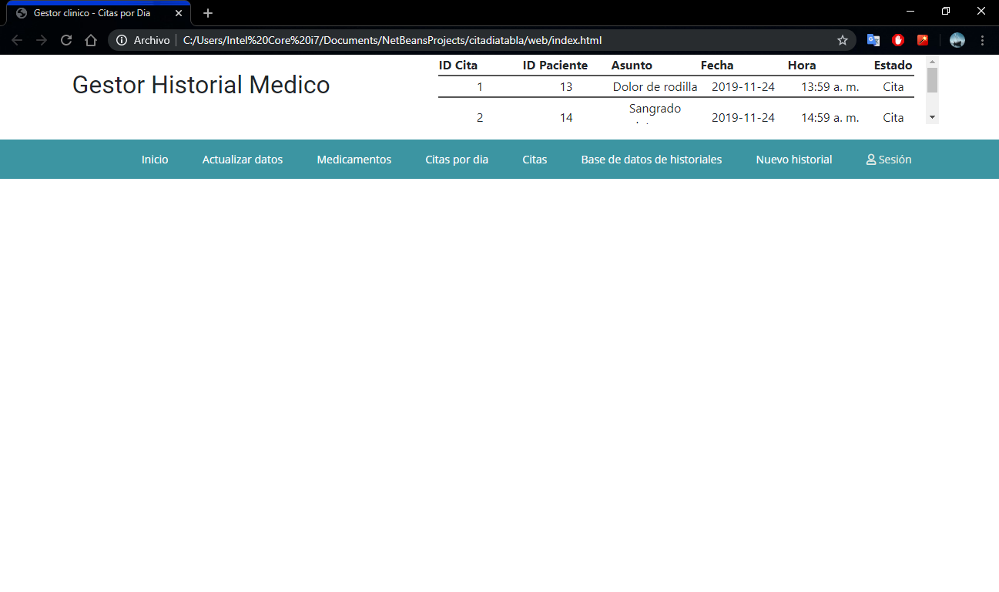 Gestor clinico - Citas por Dia
Archivo C:/Users/Intel%20Core%20i7/Documents/NetBeansProjects/citadiatabla/web/index.html
Gestor Historial Medico
ID Cita ID Paciente Asunto Fecha Hora Estado
1 13 Dolor de rodilla 2019-11-24 13:59 a. m. Cita
Sangrado
2 14 2019-11-24 14:59 a. m. Cita
Inicio Actualizar datos Medicamentos Citas por dia Citas Base de datos de historiales Nuevo historial Sesión